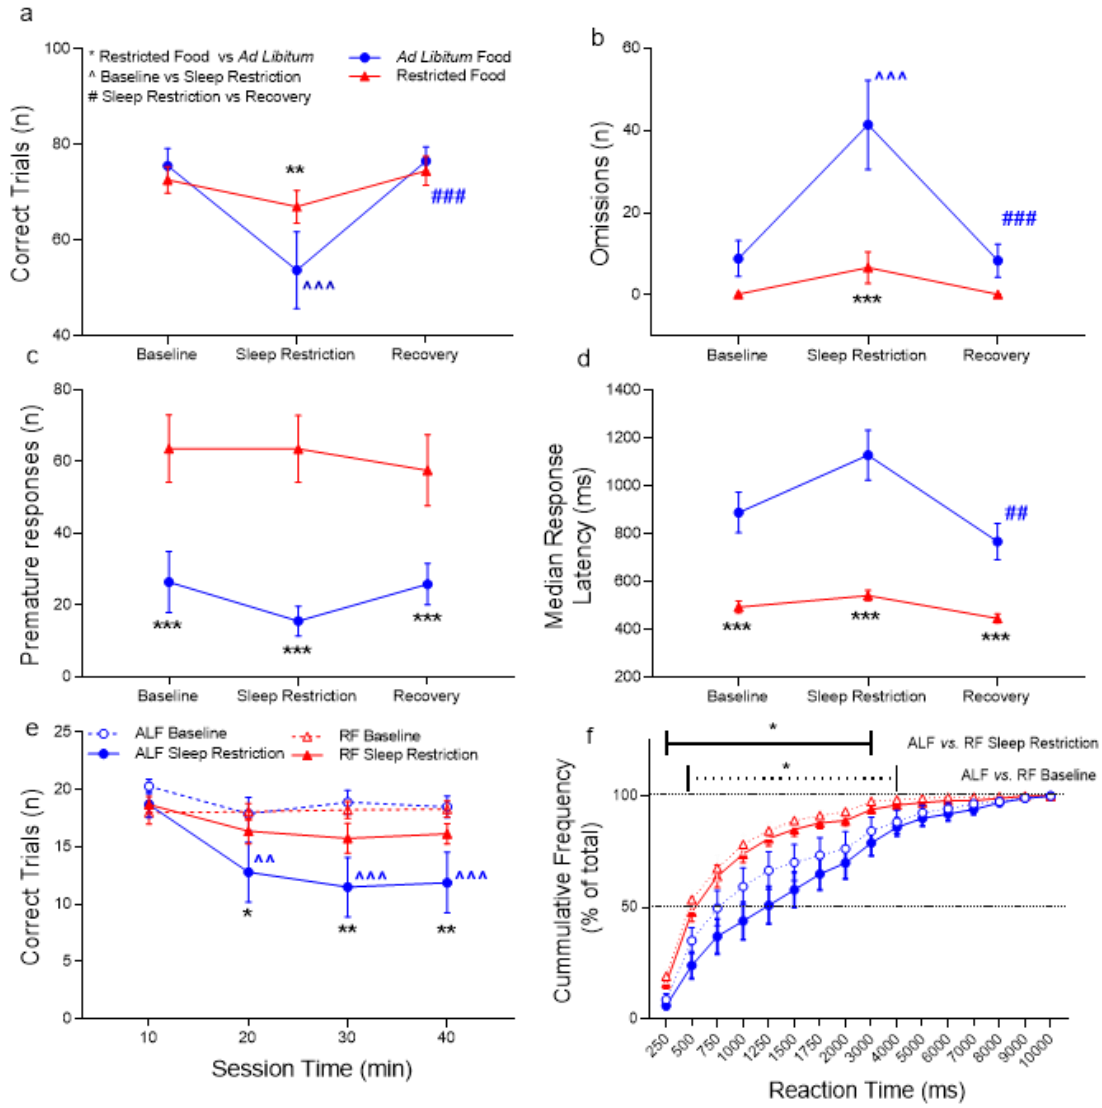 a
100
80
60
40
Correct Trials (n)
* Restricted Food vs Ad Libitum
^ Baseline vs Sleep Restriction
# Sleep Restriction vs Recovery
Ad Libitum Food
Restricted Food
**
^^^
###
Baseline
Sleep Restriction
Recovery
b
60
40
20
0
Omissions (n)
^^^
###
***
Baseline
Sleep Restriction
Recovery
c
80
60
40
20
0
Premature responses (n)
***
***
***
Baseline
Sleep Restriction
Recovery
d
1400
1200
1000
800
600
400
200
Median Response
Latency (ms)
##
***
***
***
Baseline
Sleep Restriction
Recovery
e
25
20
15
10
5
0
Correct Trials (n)
ALF Baseline
ALF Sleep Restriction
RF Baseline
RF Sleep Restriction
^^
^^^
^^^
*
**
**
10
20
30
40
Session Time (min)
f
*
ALF vs. RF Sleep Restriction
*
ALF vs. RF Baseline
100
50
0
Cummulative Frequency
(% of total)
250
500
750
1000
1250
1500
1750
2000
3000
4000
5000
6000
7000
8000
9000
10000
Reaction Time (ms)